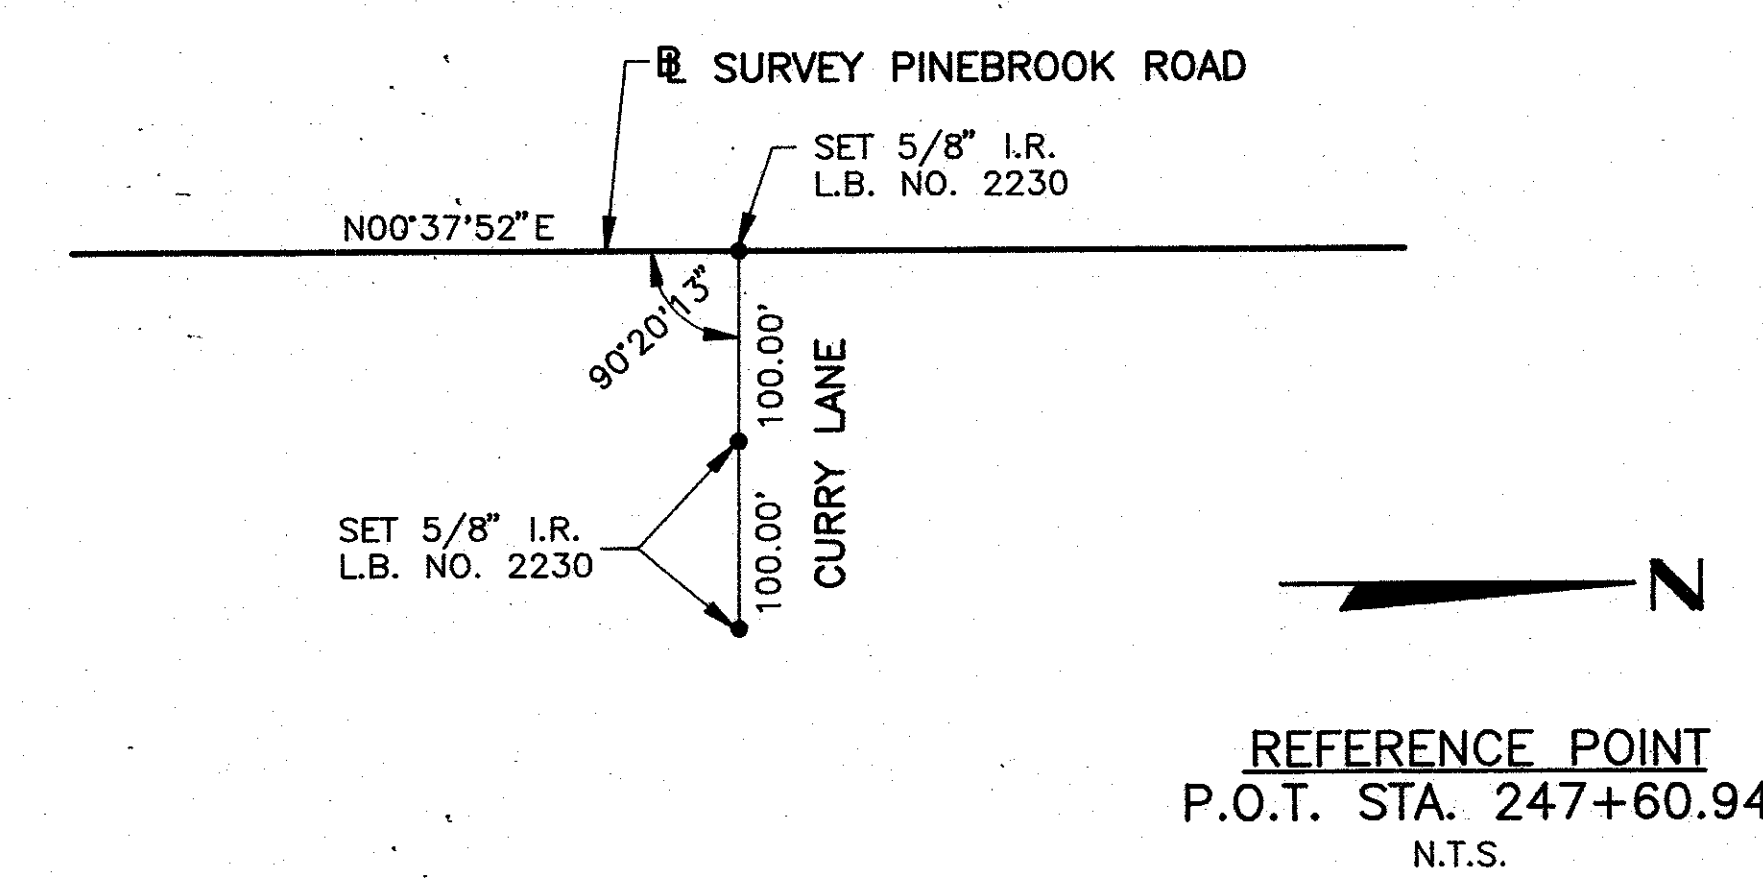 ℄ SURVEY PINEBROOK ROAD
SET 5/8" I.R.
L.B. NO. 2230
N00°37'52"E
90°20'13"
100.00'
CURRY LANE
100.00'
SET 5/8" I.R.
L.B. NO. 2230
N
REFERENCE POINT
P.O.T. STA. 247+60.94
N.T.S.